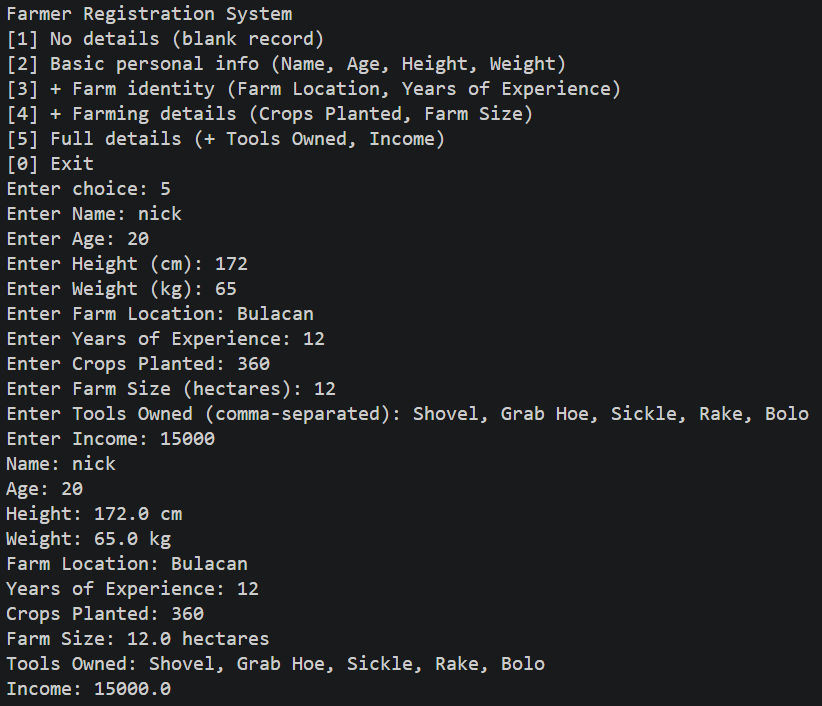 Farmer Registration System
[1] No details (blank record)
[2] Basic personal info (Name, Age, Height, Weight)
[3] + Farm identity (Farm Location, Years of Experience)
[4] + Farming details (Crops Planted, Farm Size)
[5] Full details (+ Tools Owned, Income)
[0] Exit
Enter choice: 5
Enter Name: nick
Enter Age: 20
Enter Height (cm): 172
Enter Weight (kg): 65
Enter Farm Location: Bulacan
Enter Years of Experience: 12
Enter Crops Planted: 360
Enter Farm Size (hectares): 12
Enter Tools Owned (comma-separated): Shovel, Grab Hoe, Sickle, Rake, Bolo
Enter Income: 15000
Name: nick
Age: 20
Height: 172.0 cm
Weight: 65.0 kg
Farm Location: Bulacan
Years of Experience: 12
Crops Planted: 360
Farm Size: 12.0 hectares
Tools Owned: Shovel, Grab Hoe, Sickle, Rake, Bolo
Income: 15000.0